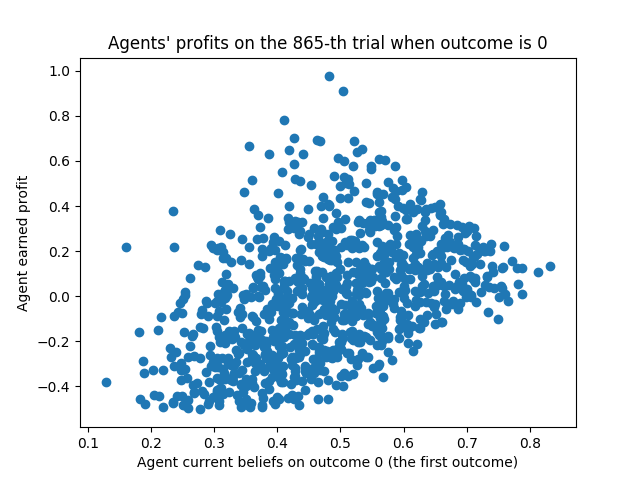 Agents' profits on the 865-th trial when outcome is 0
Agent earned profit
1.0
0.8
0.6
0.4
0.2
0.0
−0.2
−0.4
0.1 0.2 0.3 0.4 0.5 0.6 0.7 0.8
Agent current beliefs on outcome 0 (the first outcome)